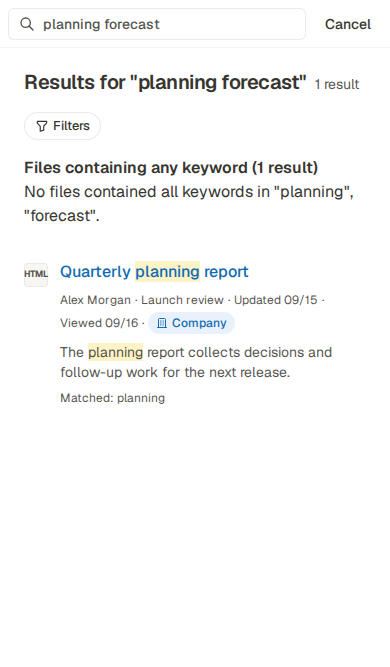 planning forecast
Cancel
Results for "planning forecast" 1 result
Filters
Files containing any keyword (1 result)
No files contained all keywords in "planning",
"forecast".
HTML
Quarterly planning report
Alex Morgan · Launch review · Updated 09/15 ·
Viewed 09/16 · Company
The planning report collects decisions and
follow-up work for the next release.
Matched: planning